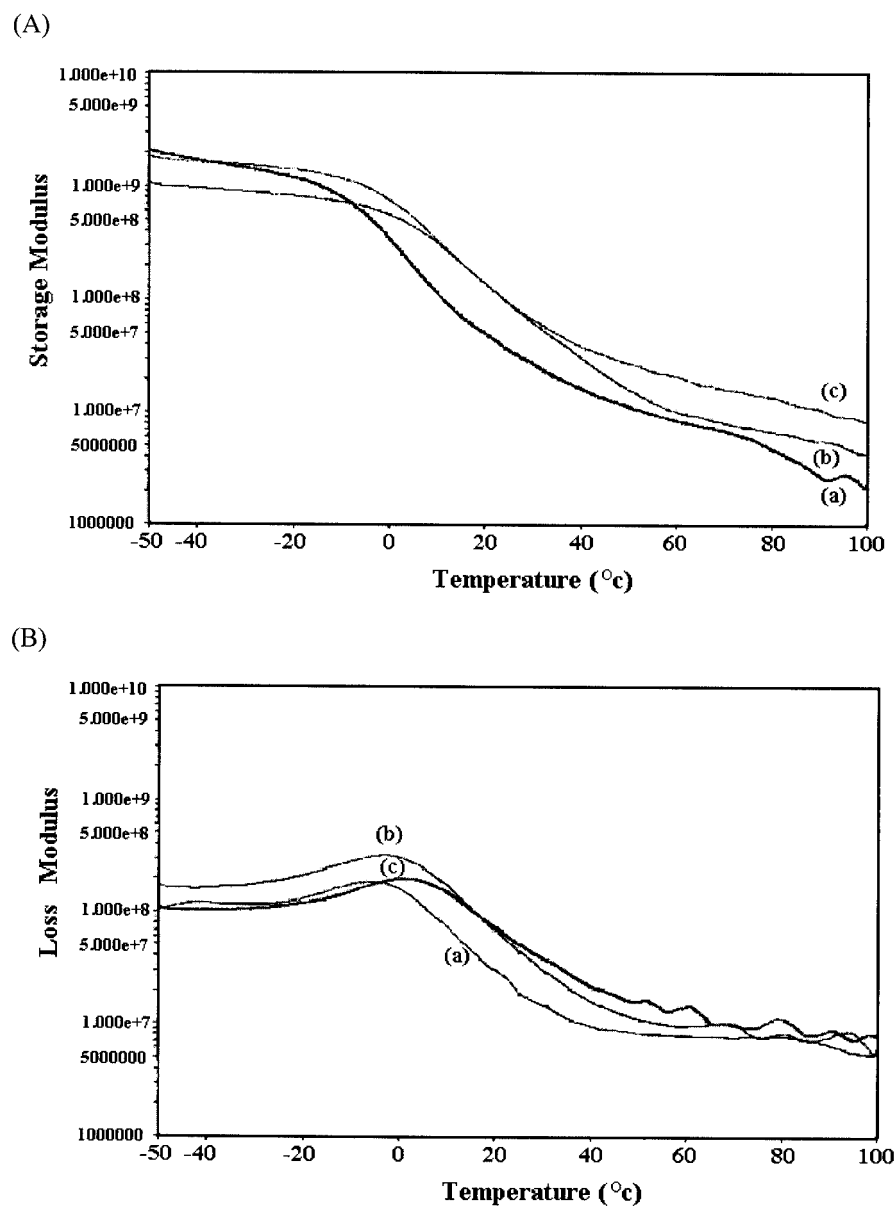 (A)
1.000e+10
5.000e+9
1.000e+9
5.000e+8
1.000e+8
5.000e+7
1.000e+7
5000000
1000000
Storage Modulus
(c)
(b)
(a)
-50 -40 -20 0 20 40 60 80 100
Temperature (°c)
(B)
1.000e+10
5.000e+9
1.000e+9
5.000e+8
1.000e+8
5.000e+7
1.000e+7
5000000
1000000
Loss Modulus
(b)
(c)
(a)
-50 -40 -20 0 20 40 60 80 100
Temperature (°c)